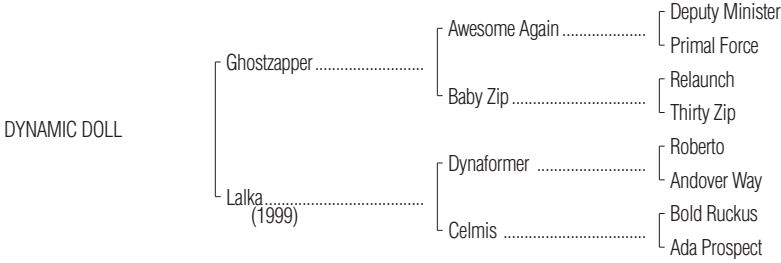 Deputy Minister
Awesome Again ....................
Primal Force
Ghostzapper ..........................
Relaunch
Baby Zip ................................
Thirty Zip
DYNAMIC DOLL
Roberto
Dynaformer ..........................
Andover Way
Lalka......................................
(1999)
Bold Ruckus
Celmis ..................................
Ada Prospect